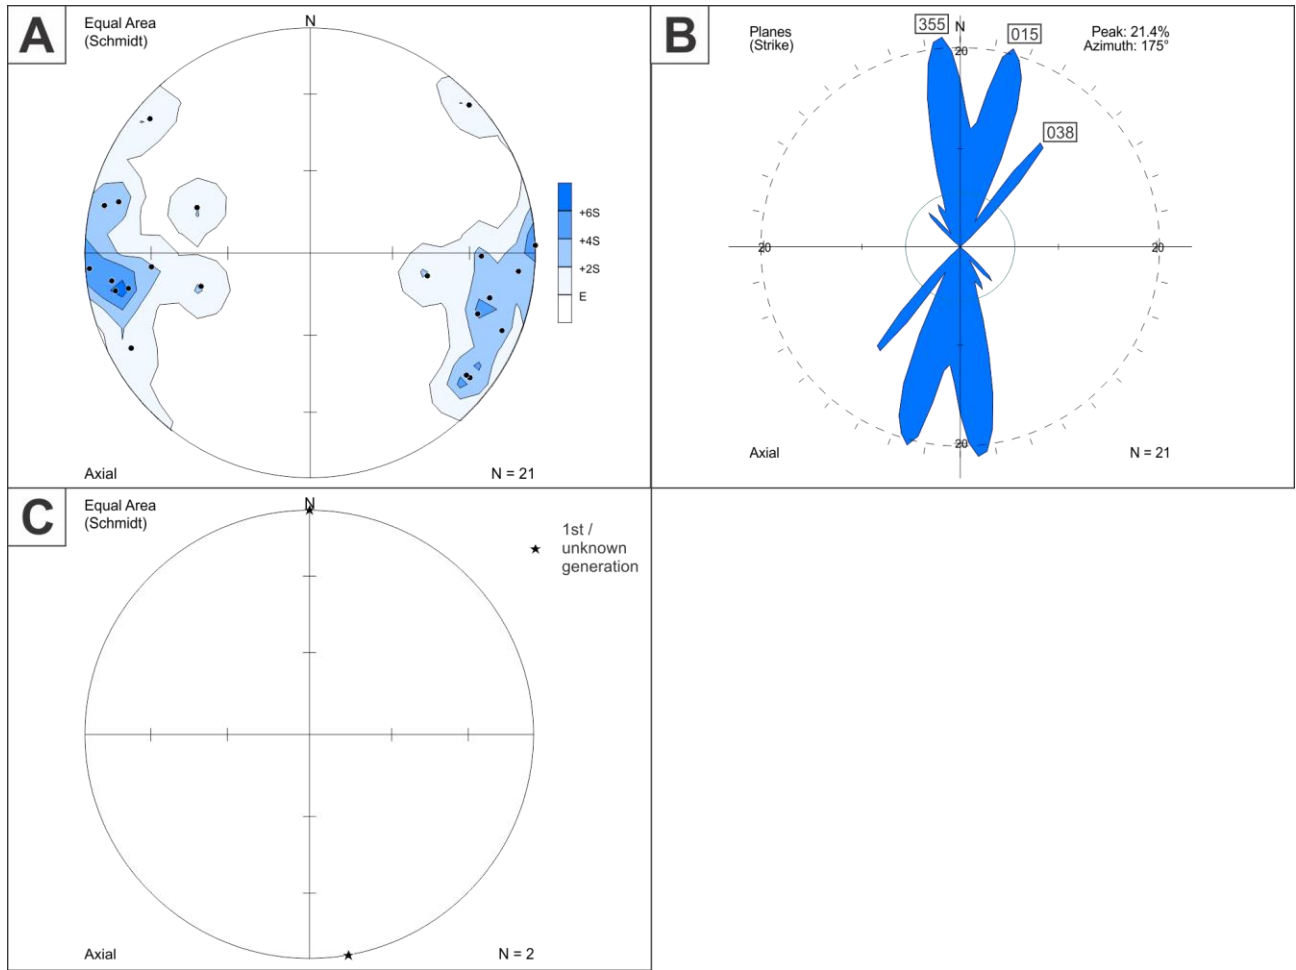 A
Equal Area
(Schmidt)
N
+6S
+4S
+2S
E
Axial
N = 21
B
Planes
(Strike)
355
N
015
Peak: 21.4%
Azimuth: 175°
20
038
20
20
20
Axial
N = 21
C
Equal Area
(Schmidt)
N
1st /
unknown
generation
Axial
N = 2